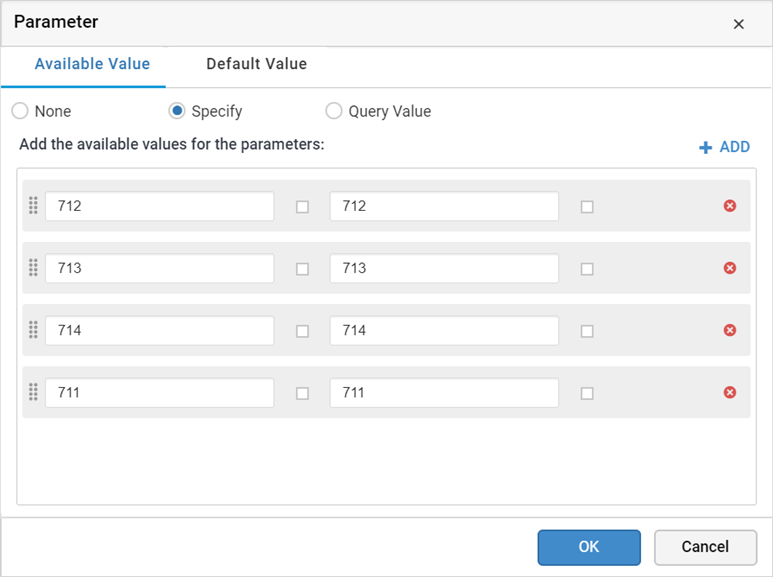 Parameter
Available Value Default Value
None Specify Query Value
Add the available values for the parameters: ADD
712 712
713 713
714 714
711 711
OK Cancel